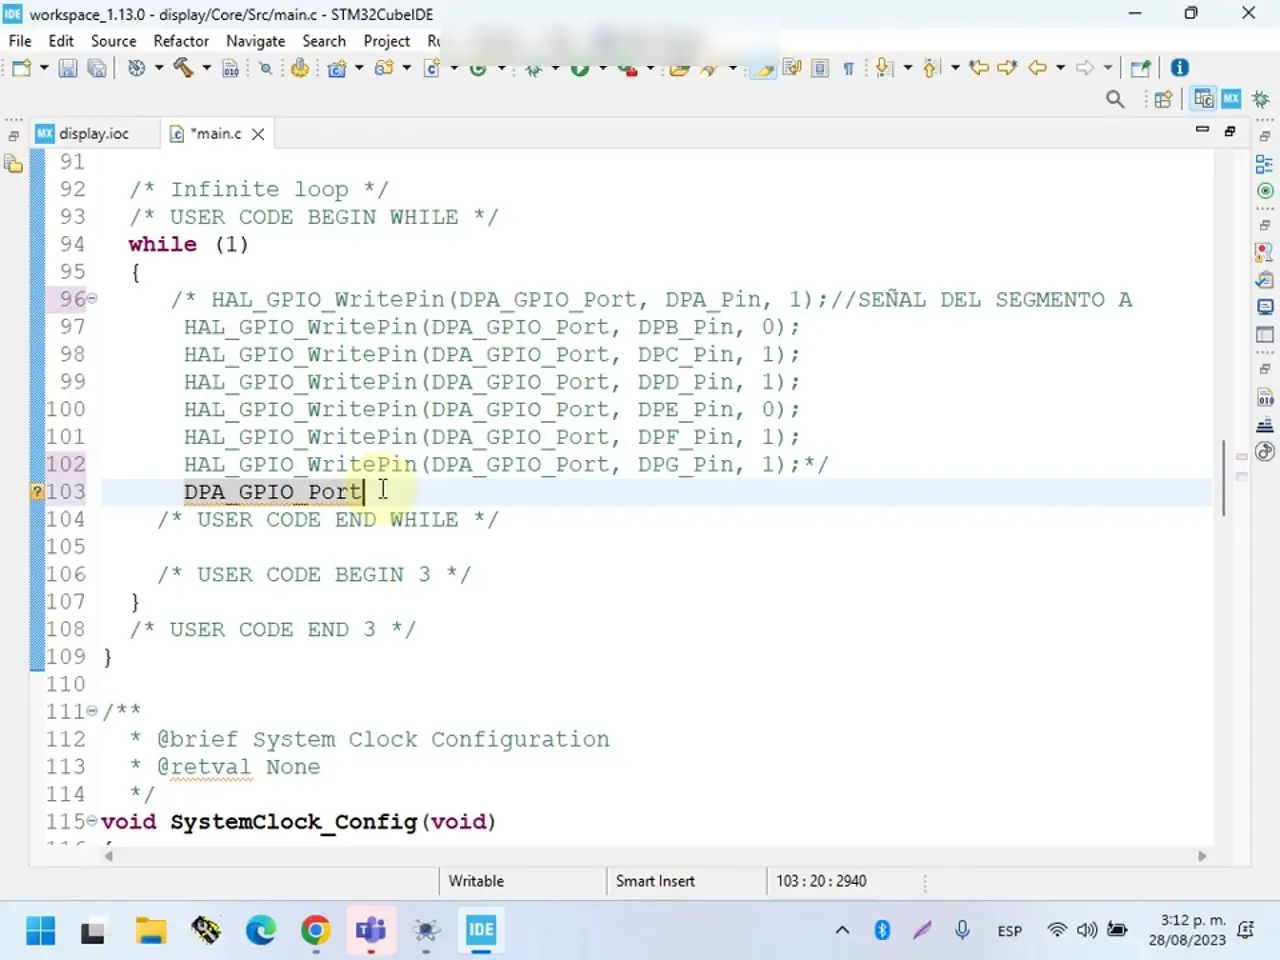 IDE workspace_1.13.0 - display/Core/Src/main.c - STM32CubeIDE
File Edit Source Refactor Navigate Search Project
MX display.ioc *main.c
91
92 /* Infinite loop */
93 /* USER CODE BEGIN WHILE */
94 while (1)
95 {
96 /* HAL_GPIO_WritePin(DPA_GPIO_Port, DPA_Pin, 1);//SEÑAL DEL SEGMENTO A
97 HAL_GPIO_WritePin(DPA_GPIO_Port, DPB_Pin, 0);
98 HAL_GPIO_WritePin(DPA_GPIO_Port, DPC_Pin, 1);
99 HAL_GPIO_WritePin(DPA_GPIO_Port, DPD_Pin, 1);
100 HAL_GPIO_WritePin(DPA_GPIO_Port, DPE_Pin, 0);
101 HAL_GPIO_WritePin(DPA_GPIO_Port, DPF_Pin, 1);
102 HAL_GPIO_WritePin(DPA_GPIO_Port, DPG_Pin, 1);*/
103 DPA_GPIO_Port
104 /* USER CODE END WHILE */
105
106 /* USER CODE BEGIN 3 */
107 }
108 /* USER CODE END 3 */
109 }
110
111 /**
112 * @brief System Clock Configuration
113 * @retval None
114 */
115 void SystemClock_Config(void)
Writable Smart Insert 103 : 20 : 2940
IDE ESP 3:12 p. m.
28/08/2023